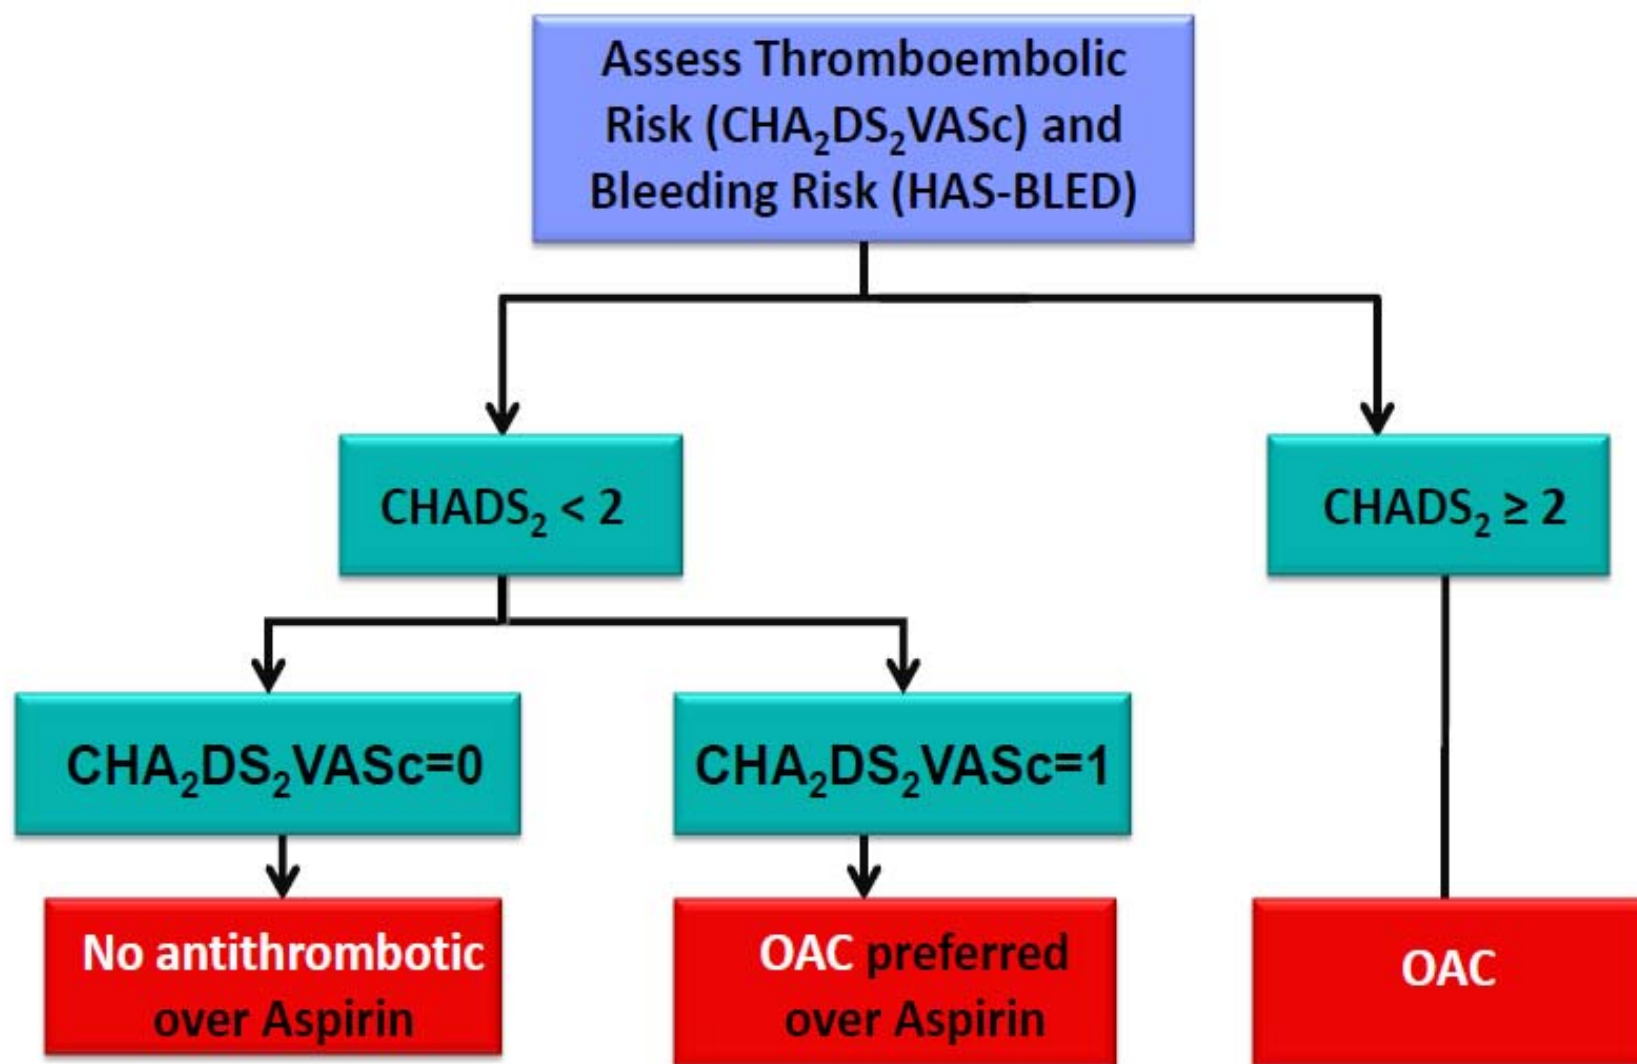 Assess Thromboembolic
Risk (CHA₂DS₂VASc) and
Bleeding Risk (HAS-BLED)
CHADS₂ < 2
CHADS₂ ≥ 2
CHA₂DS₂VASc=0
CHA₂DS₂VASc=1
No antithrombotic
over Aspirin
OAC preferred
over Aspirin
OAC